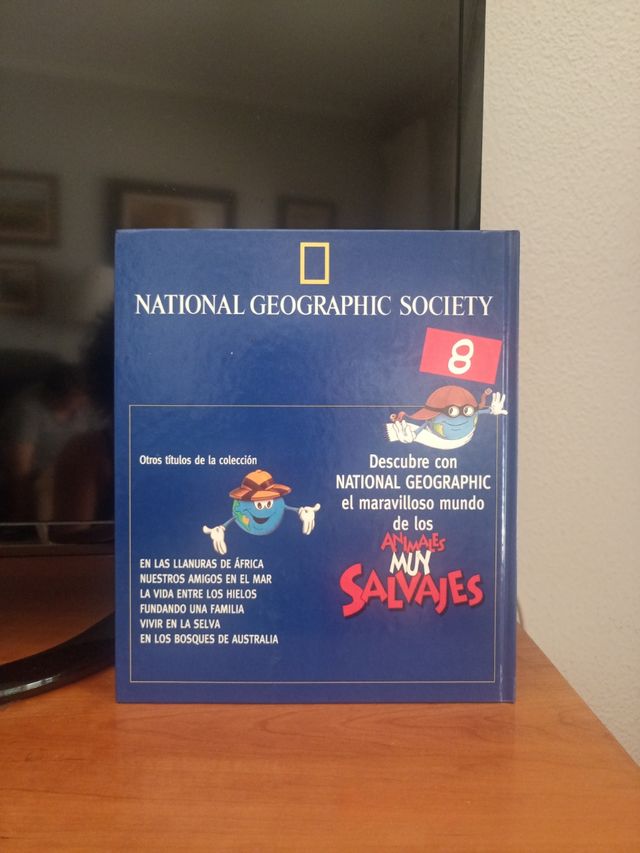 NATIONAL GEOGRAPHIC SOCIETY
8
Otros títulos de la colección
EN LAS LLANURAS DE ÁFRICA
NUESTROS AMIGOS EN EL MAR
LA VIDA ENTRE LOS HIELOS
FUNDANDO UNA FAMILIA
VIVIR EN LA SELVA
EN LOS BOSQUES DE AUSTRALIA
Descubre con
NATIONAL GEOGRAPHIC
el maravilloso mundo
de los
ANIMALES
MUY
SALVAJES